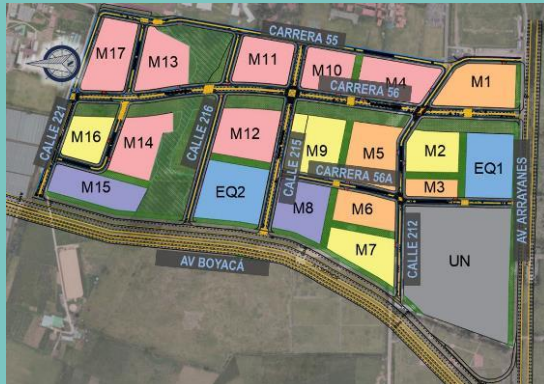 CARRERA 55
M17
M13
M11
M10
M4
M1
CARRERA 56
CALLE 221
M16
M14
CALLE 216
M12
CALLE 215
M9
M5
M2
EQ1
CARRERA 56A
M3
M15
EQ2
M8
M6
M7
CALLE 212
UN
AV. ARRAYANES
AV BOYACÁ